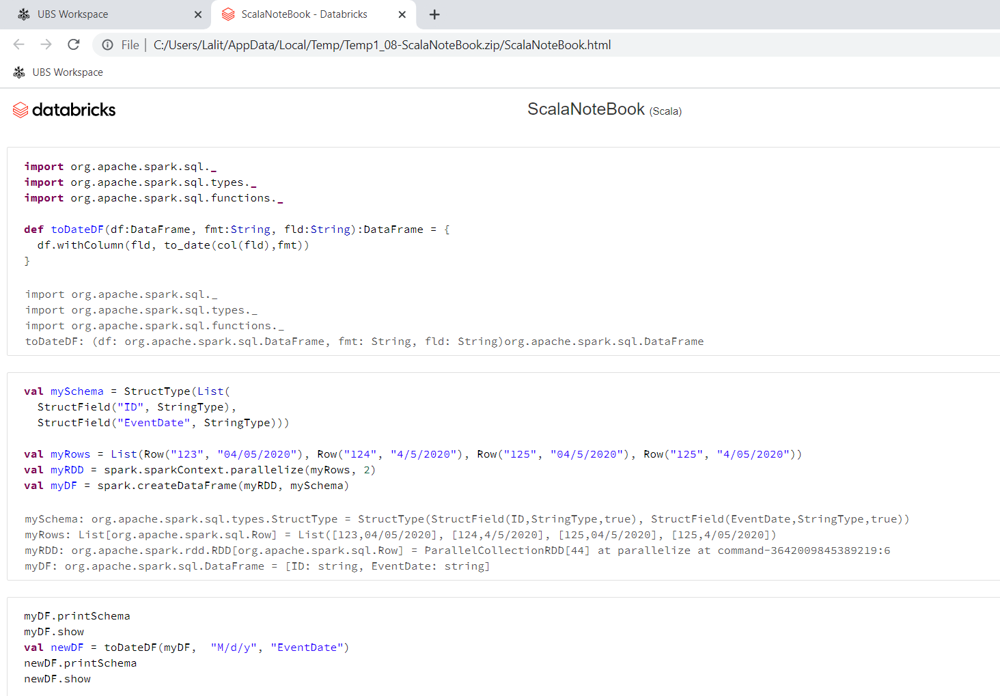 UBS Workspace
ScalaNoteBook - Databricks
File | C:/Users/Lalit/AppData/Local/Temp/Temp1_08-ScalaNoteBook.zip/ScalaNoteBook.html
UBS Workspace
databricks
ScalaNoteBook (Scala)
import org.apache.spark.sql._
import org.apache.spark.sql.types._
import org.apache.spark.sql.functions._
def toDateDF(df:DataFrame, fmt:String, fld:String):DataFrame = {
  df.withColumn(fld, to_date(col(fld),fmt))
}
import org.apache.spark.sql._
import org.apache.spark.sql.types._
import org.apache.spark.sql.functions._
toDateDF: (df: org.apache.spark.sql.DataFrame, fmt: String, fld: String)org.apache.spark.sql.DataFrame
val mySchema = StructType(List(
  StructField("ID", StringType),
  StructField("EventDate", StringType)))
val myRows = List(Row("123", "04/05/2020"), Row("124", "4/5/2020"), Row("125", "04/5/2020"), Row("125", "4/05/2020"))
val myRDD = spark.sparkContext.parallelize(myRows, 2)
val myDF = spark.createDataFrame(myRDD, mySchema)
mySchema: org.apache.spark.sql.types.StructType = StructType(StructField(ID,StringType,true), StructField(EventDate,StringType,true))
myRows: List[org.apache.spark.sql.Row] = List([123,04/05/2020], [124,4/5/2020], [125,04/5/2020], [125,4/05/2020])
myRDD: org.apache.spark.rdd.RDD[org.apache.spark.sql.Row] = ParallelCollectionRDD[44] at parallelize at command-3642009845389219:6
myDF: org.apache.spark.sql.DataFrame = [ID: string, EventDate: string]
myDF.printSchema
myDF.show
val newDF = toDateDF(myDF,  "M/d/y", "EventDate")
newDF.printSchema
newDF.show